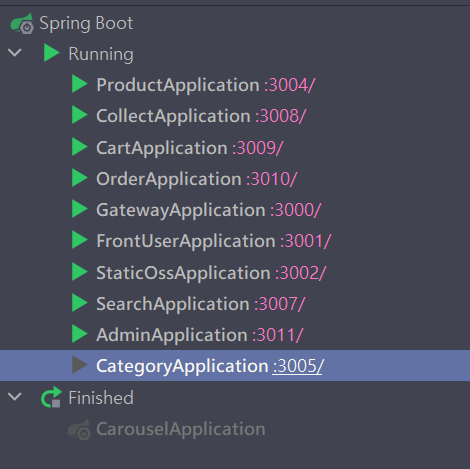 Spring Boot
Running
ProductApplication :3004/
CollectApplication :3008/
CartApplication :3009/
OrderApplication :3010/
GatewayApplication :3000/
FrontUserApplication :3001/
StaticOssApplication :3002/
SearchApplication :3007/
AdminApplication :3011/
CategoryApplication :3005/
Finished
CarouselApplication